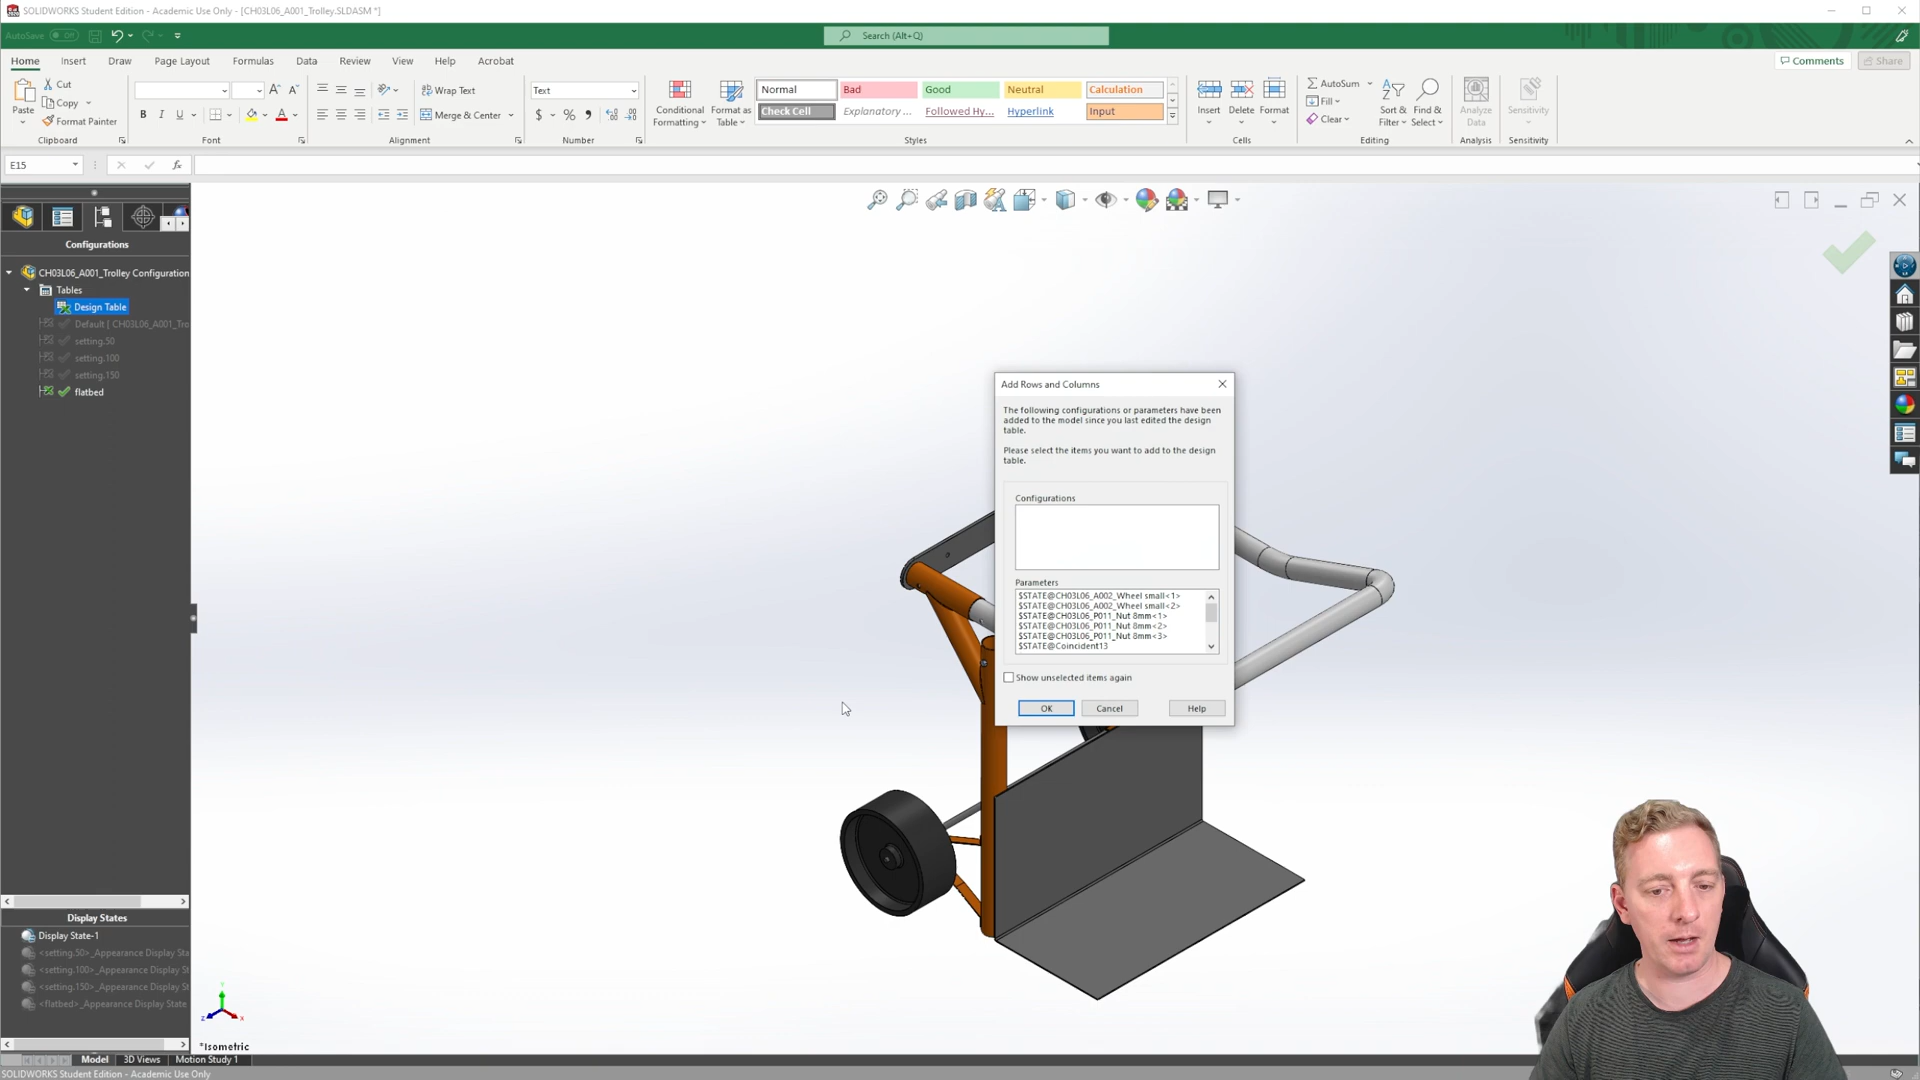 SOLIDWORKS Student Edition - Academic Use Only - [CH03L06_A001_Trolley.SLDASM *]
AutoSave Off
Search (Alt+Q)
Home Insert Draw Page Layout Formulas Data Review View Help Acrobat
Comments Share
Paste
Cut
Copy
Format Painter
Clipboard
B I U
Font
Wrap Text
Merge & Center
Alignment
Text
$ % ,
Number
Conditional Formatting
Format as Table
Normal Bad Good Neutral Calculation
Check Cell Explanatory ... Followed Hy... Hyperlink Input
Styles
Insert Delete Format
Cells
AutoSum
Fill
Clear
Sort & Filter
Find & Select
Editing
Analyze Data
Analysis
Sensitivity
Sensitivity
E15
fx
Configurations
CH03L06_A001_Trolley Configuration
Tables
Design Table
Default [ CH03L06_A001_Tro
setting.50
setting.100
setting.150
flatbed
Add Rows and Columns
The following configurations or parameters have been
added to the model since you last edited the design
table.
Please select the items you want to add to the design
table.
Configurations
Parameters
$STATE@CH03L06_A002_Wheel small<1>
$STATE@CH03L06_A002_Wheel small<2>
$STATE@CH03L06_P011_Nut 8mm<1>
$STATE@CH03L06_P011_Nut 8mm<2>
$STATE@CH03L06_P011_Nut 8mm<3>
$STATE@Coincident13
Show unselected items again
OK Cancel Help
Display States
Display State-1
<setting.50>_Appearance Display Sta
<setting.100>_Appearance Display St
<setting.150>_Appearance Display St
<flatbed>_Appearance Display State
Y
Z X
*Isometric
Model 3D Views Motion Study 1
SOLIDWORKS Student Edition - Academic Use Only